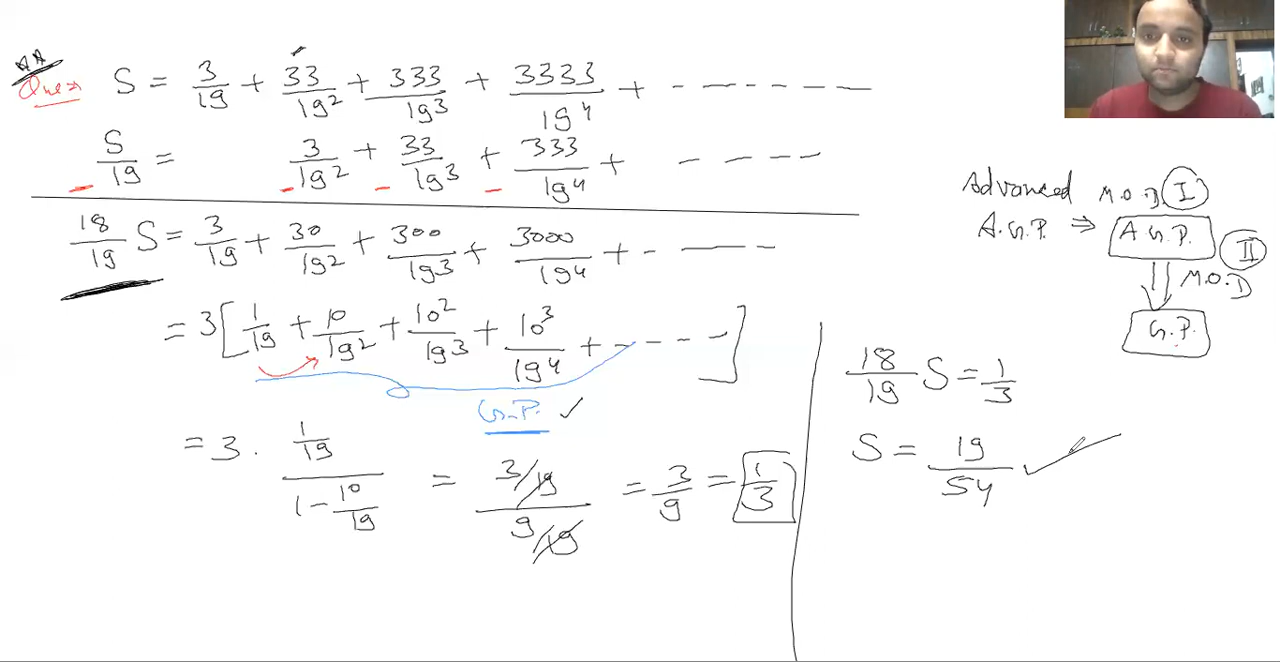 Ques S = 3/19 + 33/19² + 333/19³ + 3333/19⁴ + - - - - - -
S/19 = 3/19² + 33/19³ + 333/19⁴ + - - - -
18/19 S = 3/19 + 30/19² + 300/19³ + 3000/19⁴ + - - - -
= 3[1/19 + 10/19² + 10²/19³ + 10³/19⁴ + - - - -]
G.P. ✓
= 3 · (1/19)/(1 - 10/19) = (3/19)/(9/19) = 3/9 = 1/3
Advanced M.O.D. I
A.G.P. ⇒ A.G.P.
II
M.O.D
G.P.
18/19 S = 1/3
S = 19/54 ✓